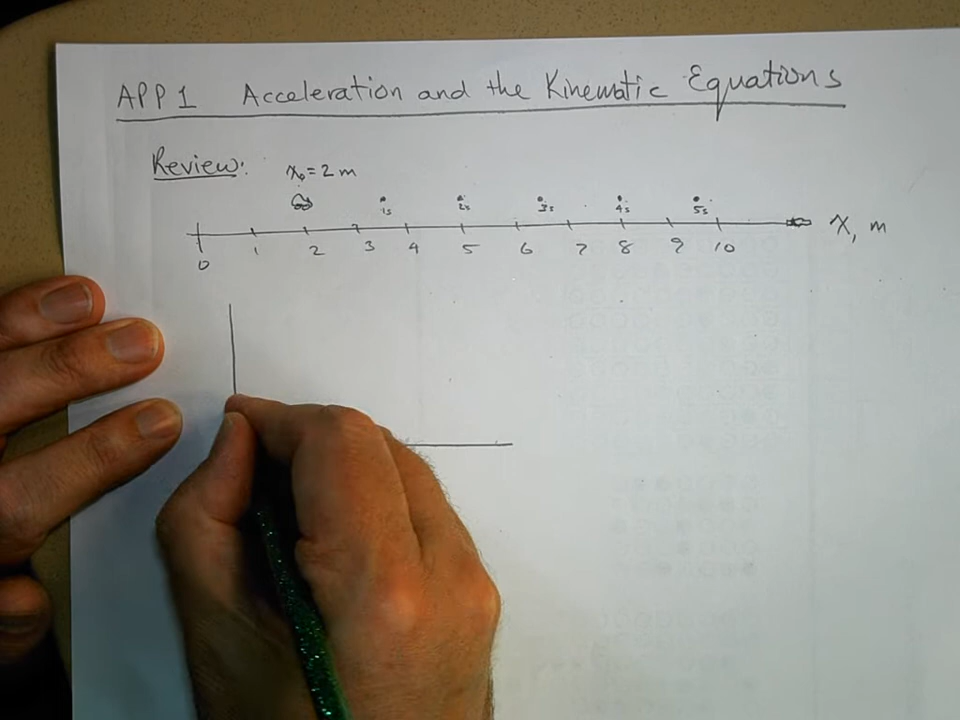 APP 1 Acceleration and the Kinematic Equations
Review: x₀ = 2 m
1s 2s 3s 4s 5s
x, m
0 1 2 3 4 5 6 7 8 9 10